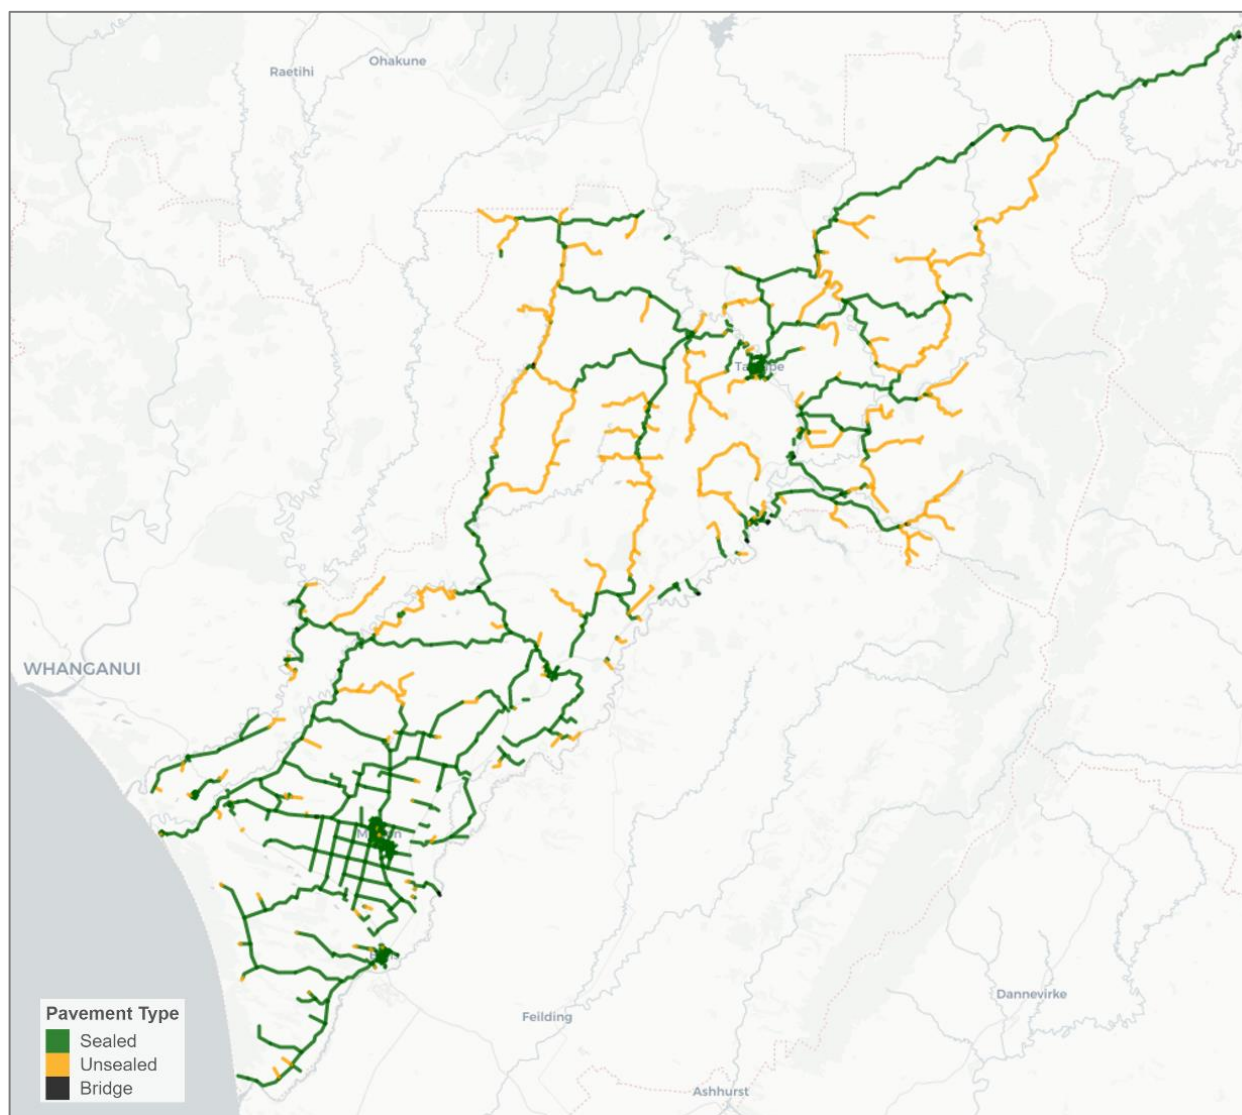 Ohakune
Raetihi
WHANGANUI
Pavement Type
Sealed
Unsealed
Bridge
Dannevirke
Feilding
Ashhurst